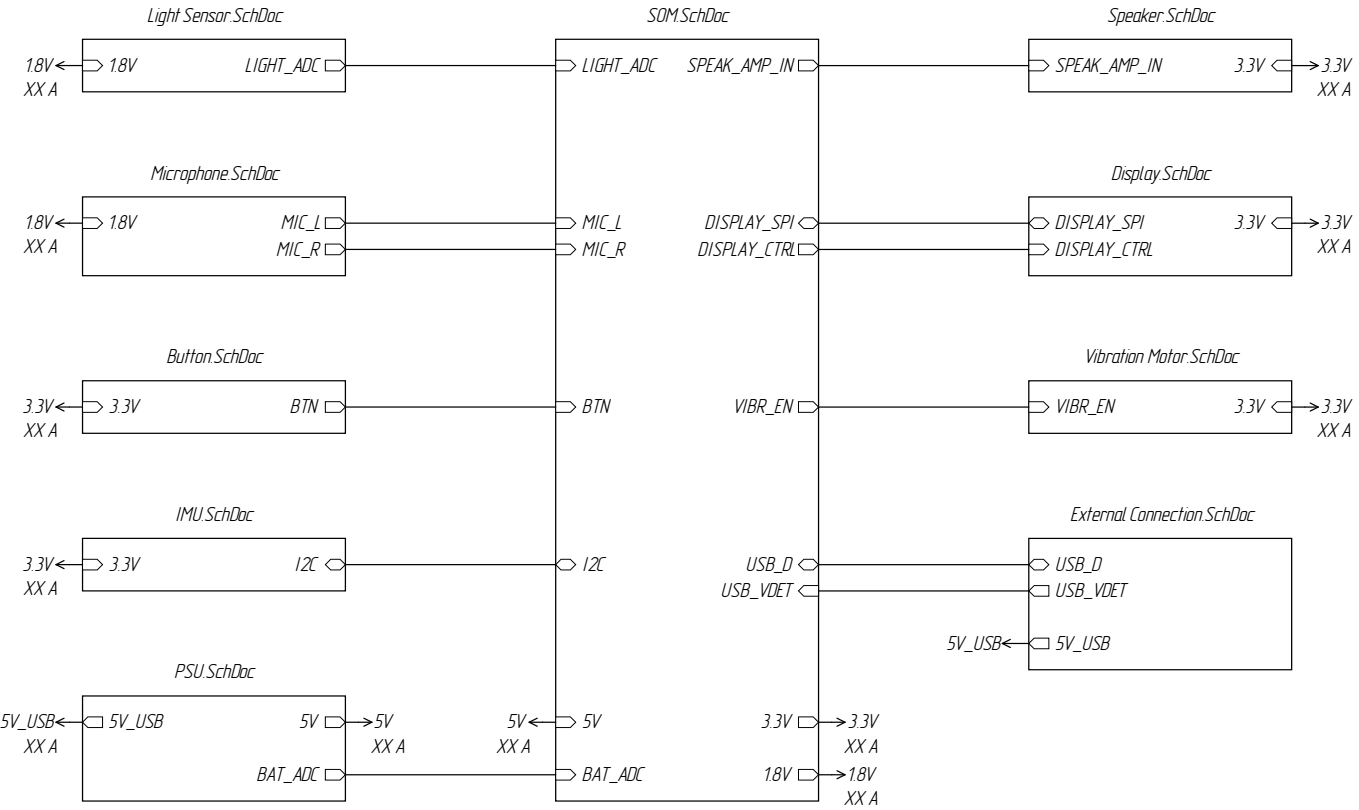 Light Sensor.SchDoc
1.8V
XX A
1.8V
LIGHT_ADC
Microphone.SchDoc
1.8V
XX A
1.8V
MIC_L
MIC_R
Button.SchDoc
3.3V
XX A
3.3V
BTN
IMU.SchDoc
3.3V
XX A
3.3V
I2C
PSU.SchDoc
5V_USB
XX A
5V_USB
5V
5V
XX A
BAT_ADC
SOM.SchDoc
LIGHT_ADC
SPEAK_AMP_IN
MIC_L
DISPLAY_SPI
MIC_R
DISPLAY_CTRL
BTN
VIBR_EN
I2C
USB_D
USB_VDET
5V
XX A
5V
3.3V
3.3V
XX A
BAT_ADC
1.8V
1.8V
XX A
Speaker.SchDoc
SPEAK_AMP_IN
3.3V
3.3V
XX A
Display.SchDoc
DISPLAY_SPI
3.3V
3.3V
XX A
DISPLAY_CTRL
Vibration Motor.SchDoc
VIBR_EN
3.3V
3.3V
XX A
External Connection.SchDoc
USB_D
USB_VDET
5V_USB
5V_USB